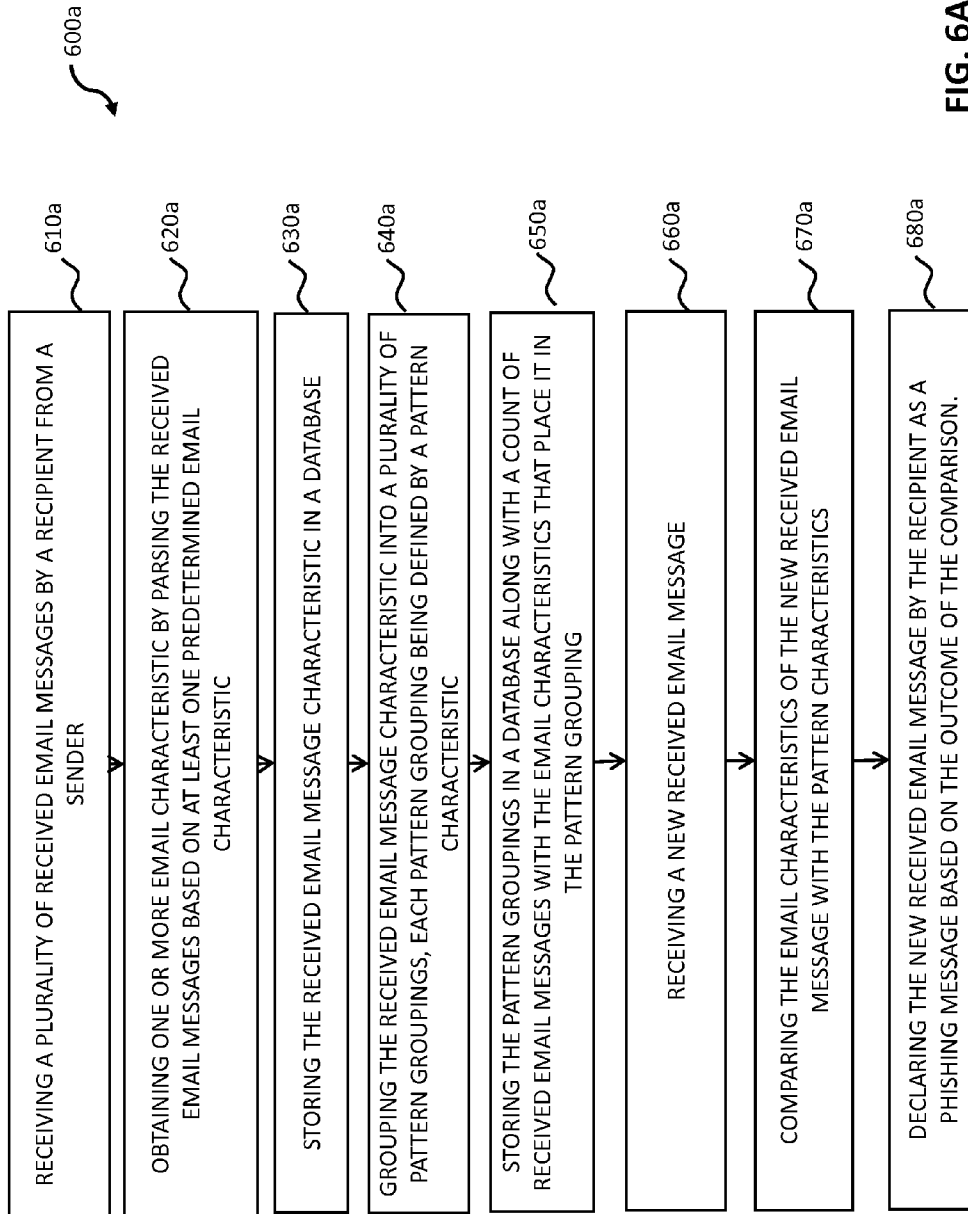 600a
610a
RECEIVING A PLURALITY OF RECEIVED EMAIL MESSAGES BY A RECIPIENT FROM A
SENDER
620a
OBTAINING ONE OR MORE EMAIL CHARACTERISTIC BY PARSING THE RECEIVED
EMAIL MESSAGES BASED ON AT LEAST ONE PREDETERMINED EMAIL
CHARACTERISTIC
630a
STORING THE RECEIVED EMAIL MESSAGE CHARACTERISTIC IN A DATABASE
640a
GROUPING THE RECEIVED EMAIL MESSAGE CHARACTERISTIC INTO A PLURALITY OF
PATTERN GROUPINGS, EACH PATTERN GROUPING BEING DEFINED BY A PATTERN
CHARACTERISTIC
650a
STORING THE PATTERN GROUPINGS IN A DATABASE ALONG WITH A COUNT OF
RECEIVED EMAIL MESSAGES WITH THE EMAIL CHARACTERISTICS THAT PLACE IT IN
THE PATTERN GROUPING
660a
RECEIVING A NEW RECEIVED EMAIL MESSAGE
670a
COMPARING THE EMAIL CHARACTERISTICS OF THE NEW RECEIVED EMAIL
MESSAGE WITH THE PATTERN CHARACTERISTICS
680a
DECLARING THE NEW RECEIVED EMAIL MESSAGE BY THE RECIPIENT AS A
PHISHING MESSAGE BASED ON THE OUTCOME OF THE COMPARISON.
FIG. 6A